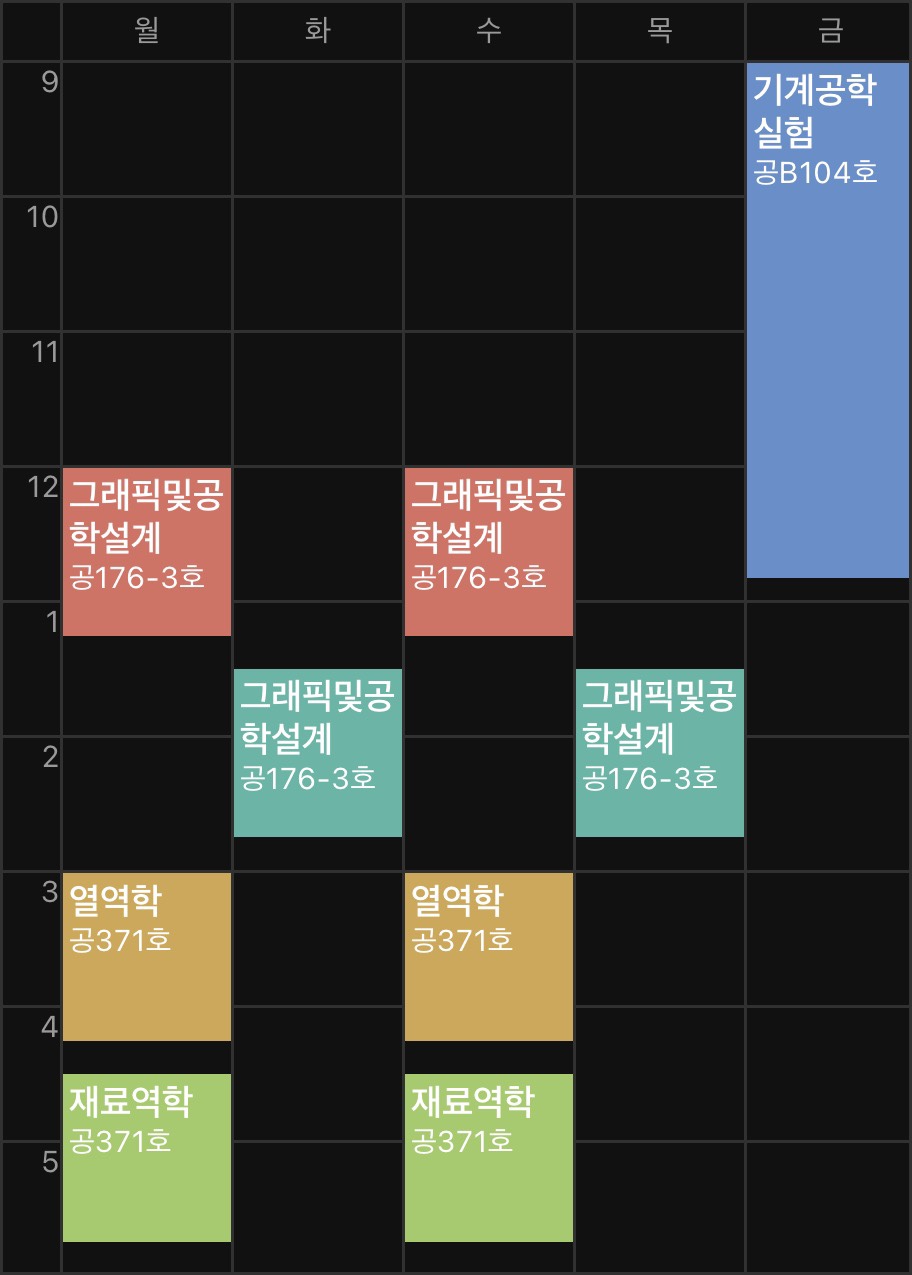 월 화 수 목 금
9
기계공학
실험
공B104호
10
11
12
그래픽및공
학설계
공176-3호
그래픽및공
학설계
공176-3호
1
그래픽및공
학설계
공176-3호
그래픽및공
학설계
공176-3호
2
3
열역학
공371호
열역학
공371호
4
재료역학
공371호
재료역학
공371호
5